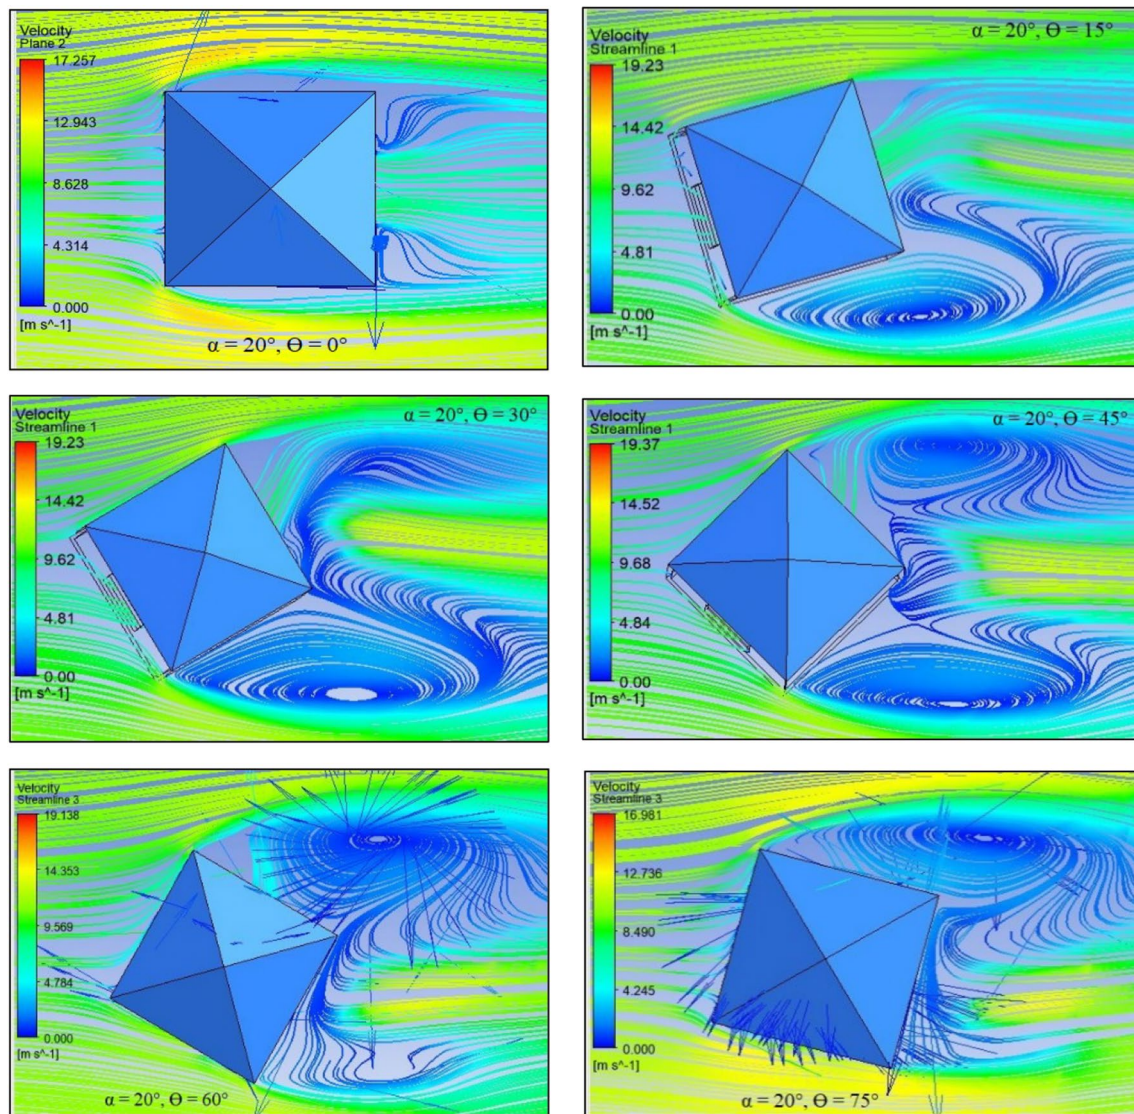 Velocity
Plane 2
17.257
12.943
8.628
4.314
0.000
[m s^-1]
α = 20°, Ɵ = 0°
Velocity
Streamline 1
19.23
14.42
9.62
4.81
0.00
[m s^-1]
α = 20°, Ɵ = 15°
Velocity
Streamline 1
19.23
14.42
9.62
4.81
0.00
[m s^-1]
α = 20°, Ɵ = 30°
Velocity
Streamline 1
19.37
14.52
9.68
4.84
0.00
[m s^-1]
α = 20°, Ɵ = 45°
Velocity
Streamline 3
19.138
14.353
9.569
4.784
0.000
[m s^-1]
α = 20°, Ɵ = 60°
Velocity
Streamline 3
16.981
12.736
8.490
4.245
0.000
[m s^-1]
α = 20°, Ɵ = 75°